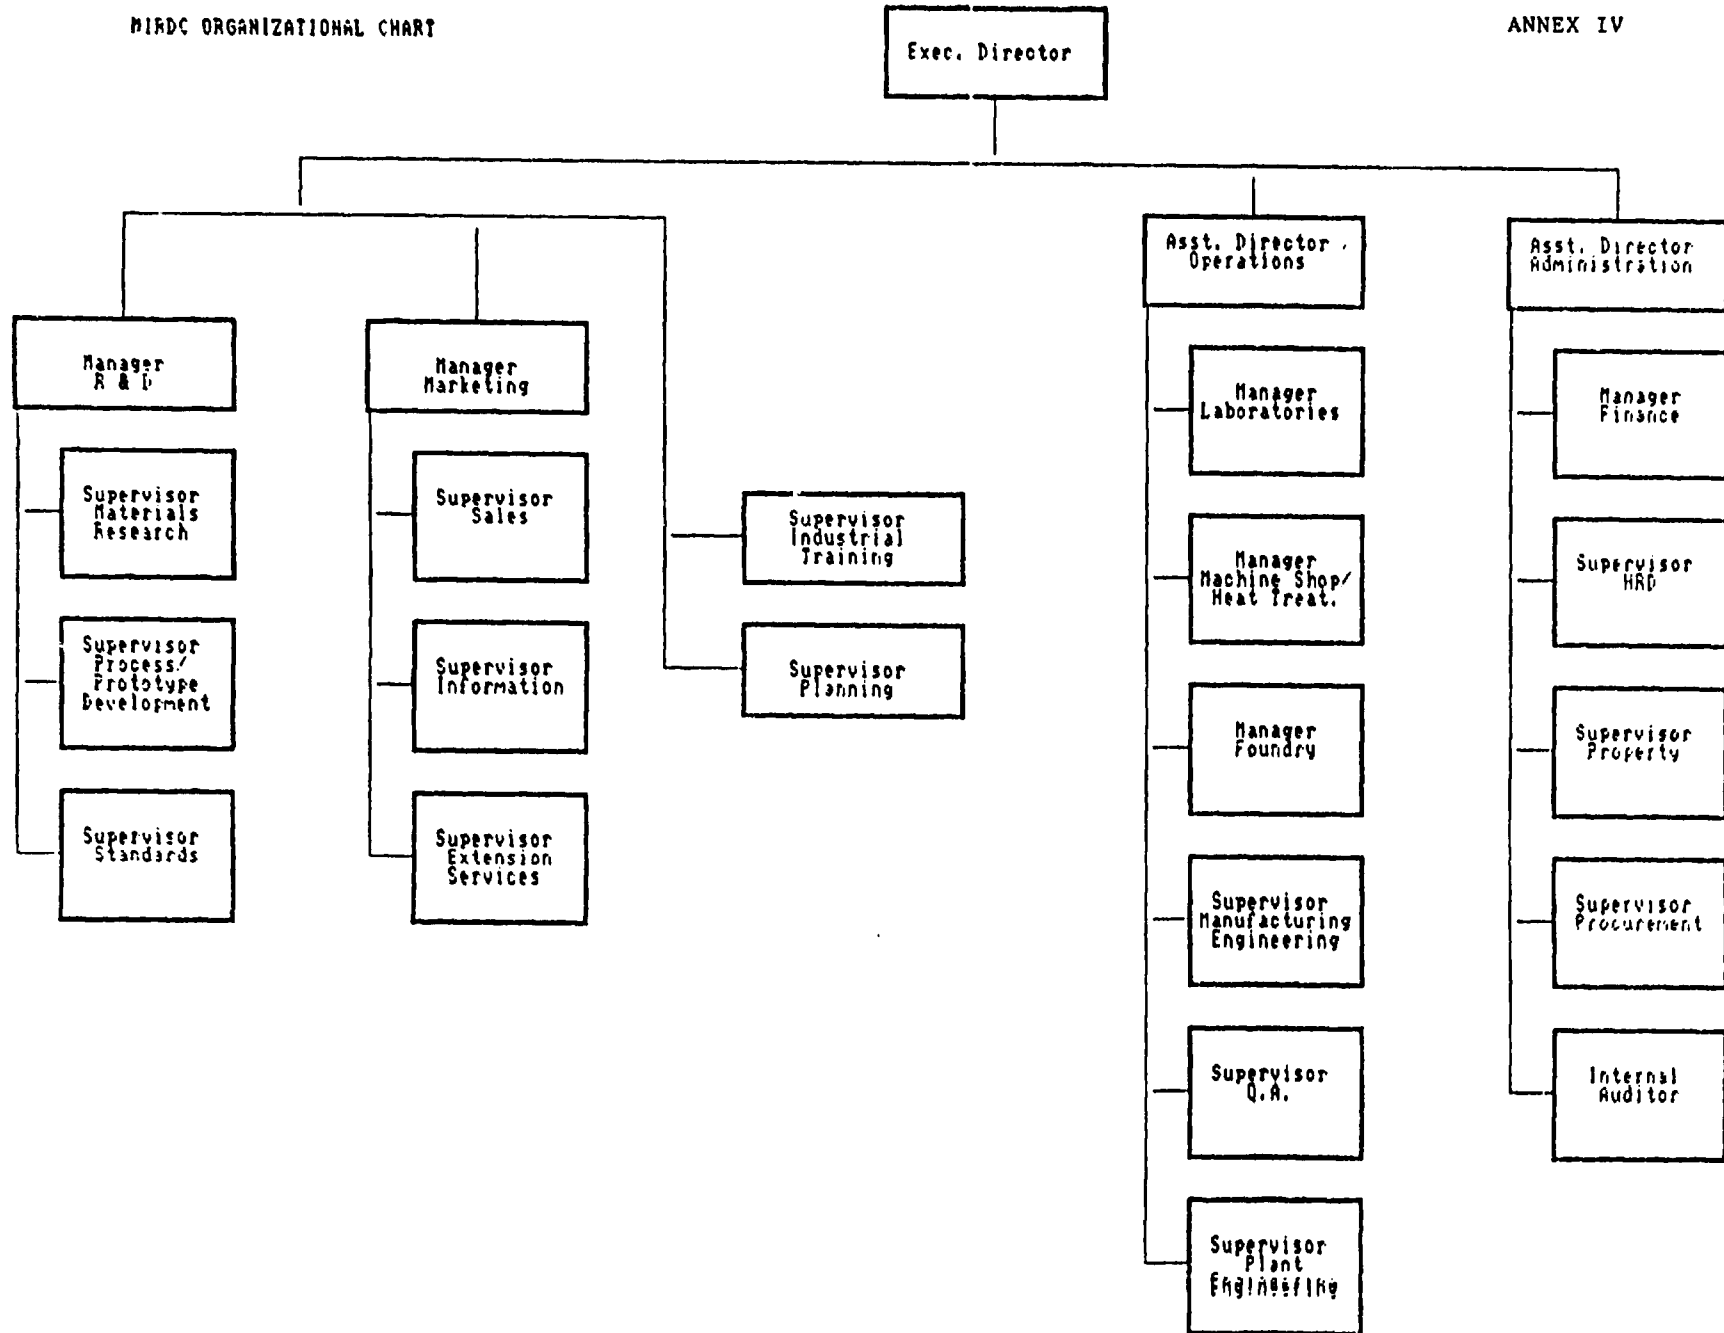 MIRDC ORGANIZATIONAL CHART
ANNEX IV
Exec. Director
Asst. Director
Operations
Asst. Director
Administration
Manager
R & D
Supervisor
Materials
Research
Supervisor
Process/
Prototype
Development
Supervisor
Standards
Manager
Marketing
Supervisor
Sales
Supervisor
Information
Supervisor
Extension
Services
Supervisor
Industrial
Training
Supervisor
Planning
Manager
Laboratories
Manager
Machine Shop/
Heat Treat.
Manager
Foundry
Supervisor
Manufacturing
Engineering
Supervisor
Q.A.
Supervisor
Plant
Engineering
Manager
Finance
Supervisor
HRD
Supervisor
Property
Supervisor
Procurement
Internal
Auditor